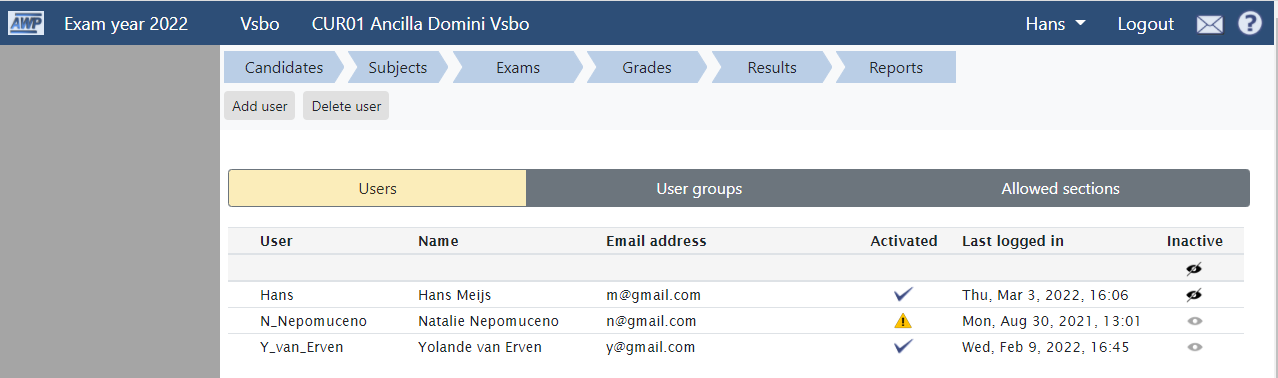 AWP Exam year 2022 Vsbo CUR01 Ancilla Domini Vsbo Hans Logout ?
Candidates Subjects Exams Grades Results Reports
Add user Delete user
Users User groups Allowed sections
User Name Email address Activated Last logged in Inactive
Hans Hans Meijs m@gmail.com Thu, Mar 3, 2022, 16:06
N_Nepomuceno Natalie Nepomuceno n@gmail.com Mon, Aug 30, 2021, 13:01
Y_van_Erven Yolande van Erven y@gmail.com Wed, Feb 9, 2022, 16:45